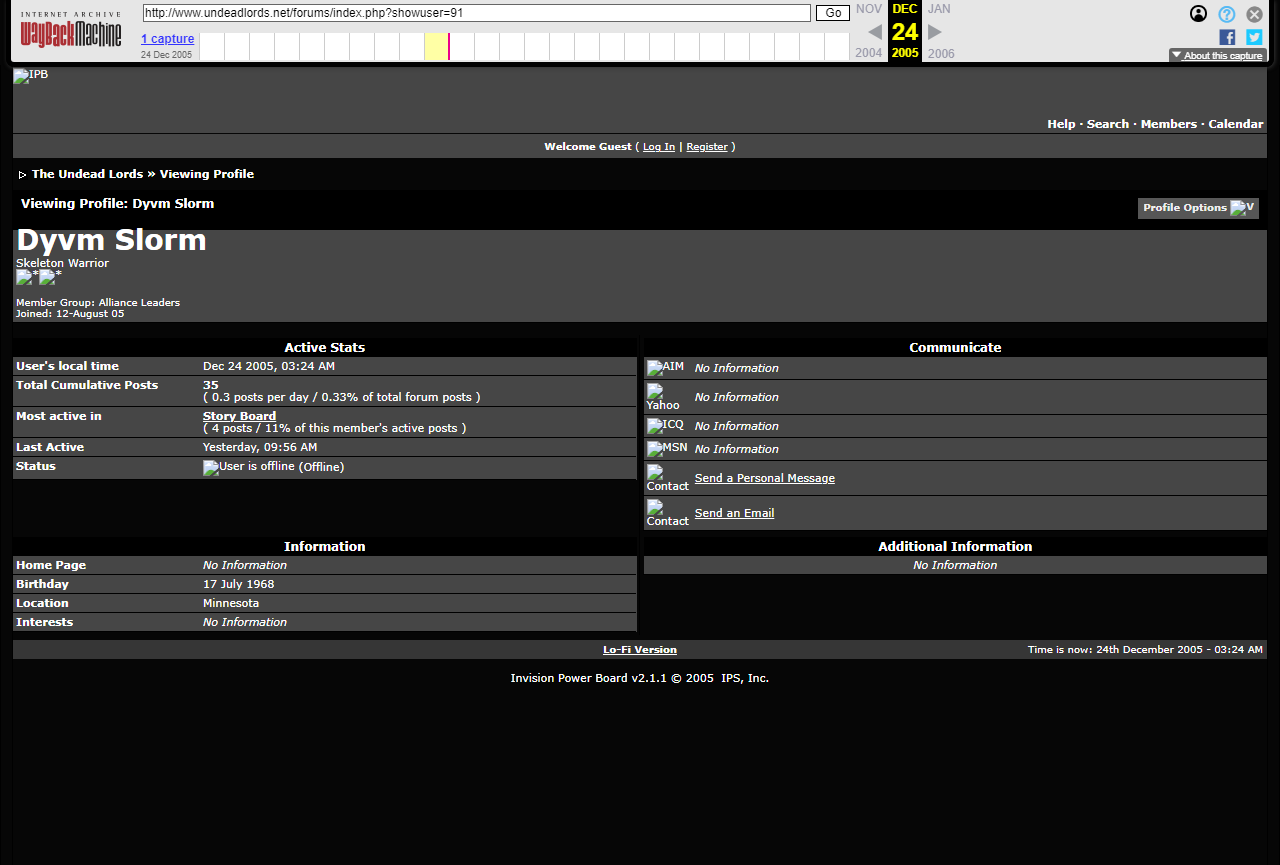 INTERNET ARCHIVE
WayBackMachine
http://www.undeadlords.net/forums/index.php?showuser=91
Go
NOV DEC JAN
1 capture
24
24 Dec 2005
2004 2005 2006
About this capture
IPB
Help · Search · Members · Calendar
Welcome Guest ( Log In | Register )
The Undead Lords » Viewing Profile
Viewing Profile: Dyvm Slorm
Profile Options V
Dyvm Slorm
Skeleton Warrior
* *
Member Group: Alliance Leaders
Joined: 12-August 05
Active Stats
User's local time Dec 24 2005, 03:24 AM
Total Cumulative Posts 35
( 0.3 posts per day / 0.33% of total forum posts )
Most active in Story Board
( 4 posts / 11% of this member's active posts )
Last Active Yesterday, 09:56 AM
Status User is offline (Offline)
Communicate
AIM No Information
Yahoo No Information
ICQ No Information
MSN No Information
Contact Send a Personal Message
Contact Send an Email
Information
Home Page No Information
Birthday 17 July 1968
Location Minnesota
Interests No Information
Additional Information
No Information
Lo-Fi Version Time is now: 24th December 2005 - 03:24 AM
Invision Power Board v2.1.1 © 2005 IPS, Inc.